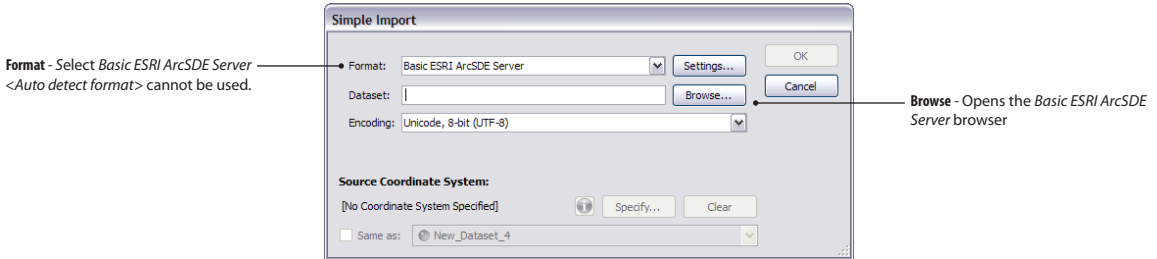 Simple Import
Format - Select Basic ESRI ArcSDE Server
<Auto detect format> cannot be used.
Format: Basic ESRI ArcSDE Server Settings... OK
Dataset: Browse... Cancel
Browse - Opens the Basic ESRI ArcSDE
Server browser
Encoding: Unicode, 8-bit (UTF-8)
Source Coordinate System:
[No Coordinate System Specified] Specify... Clear
Same as: New_Dataset_4